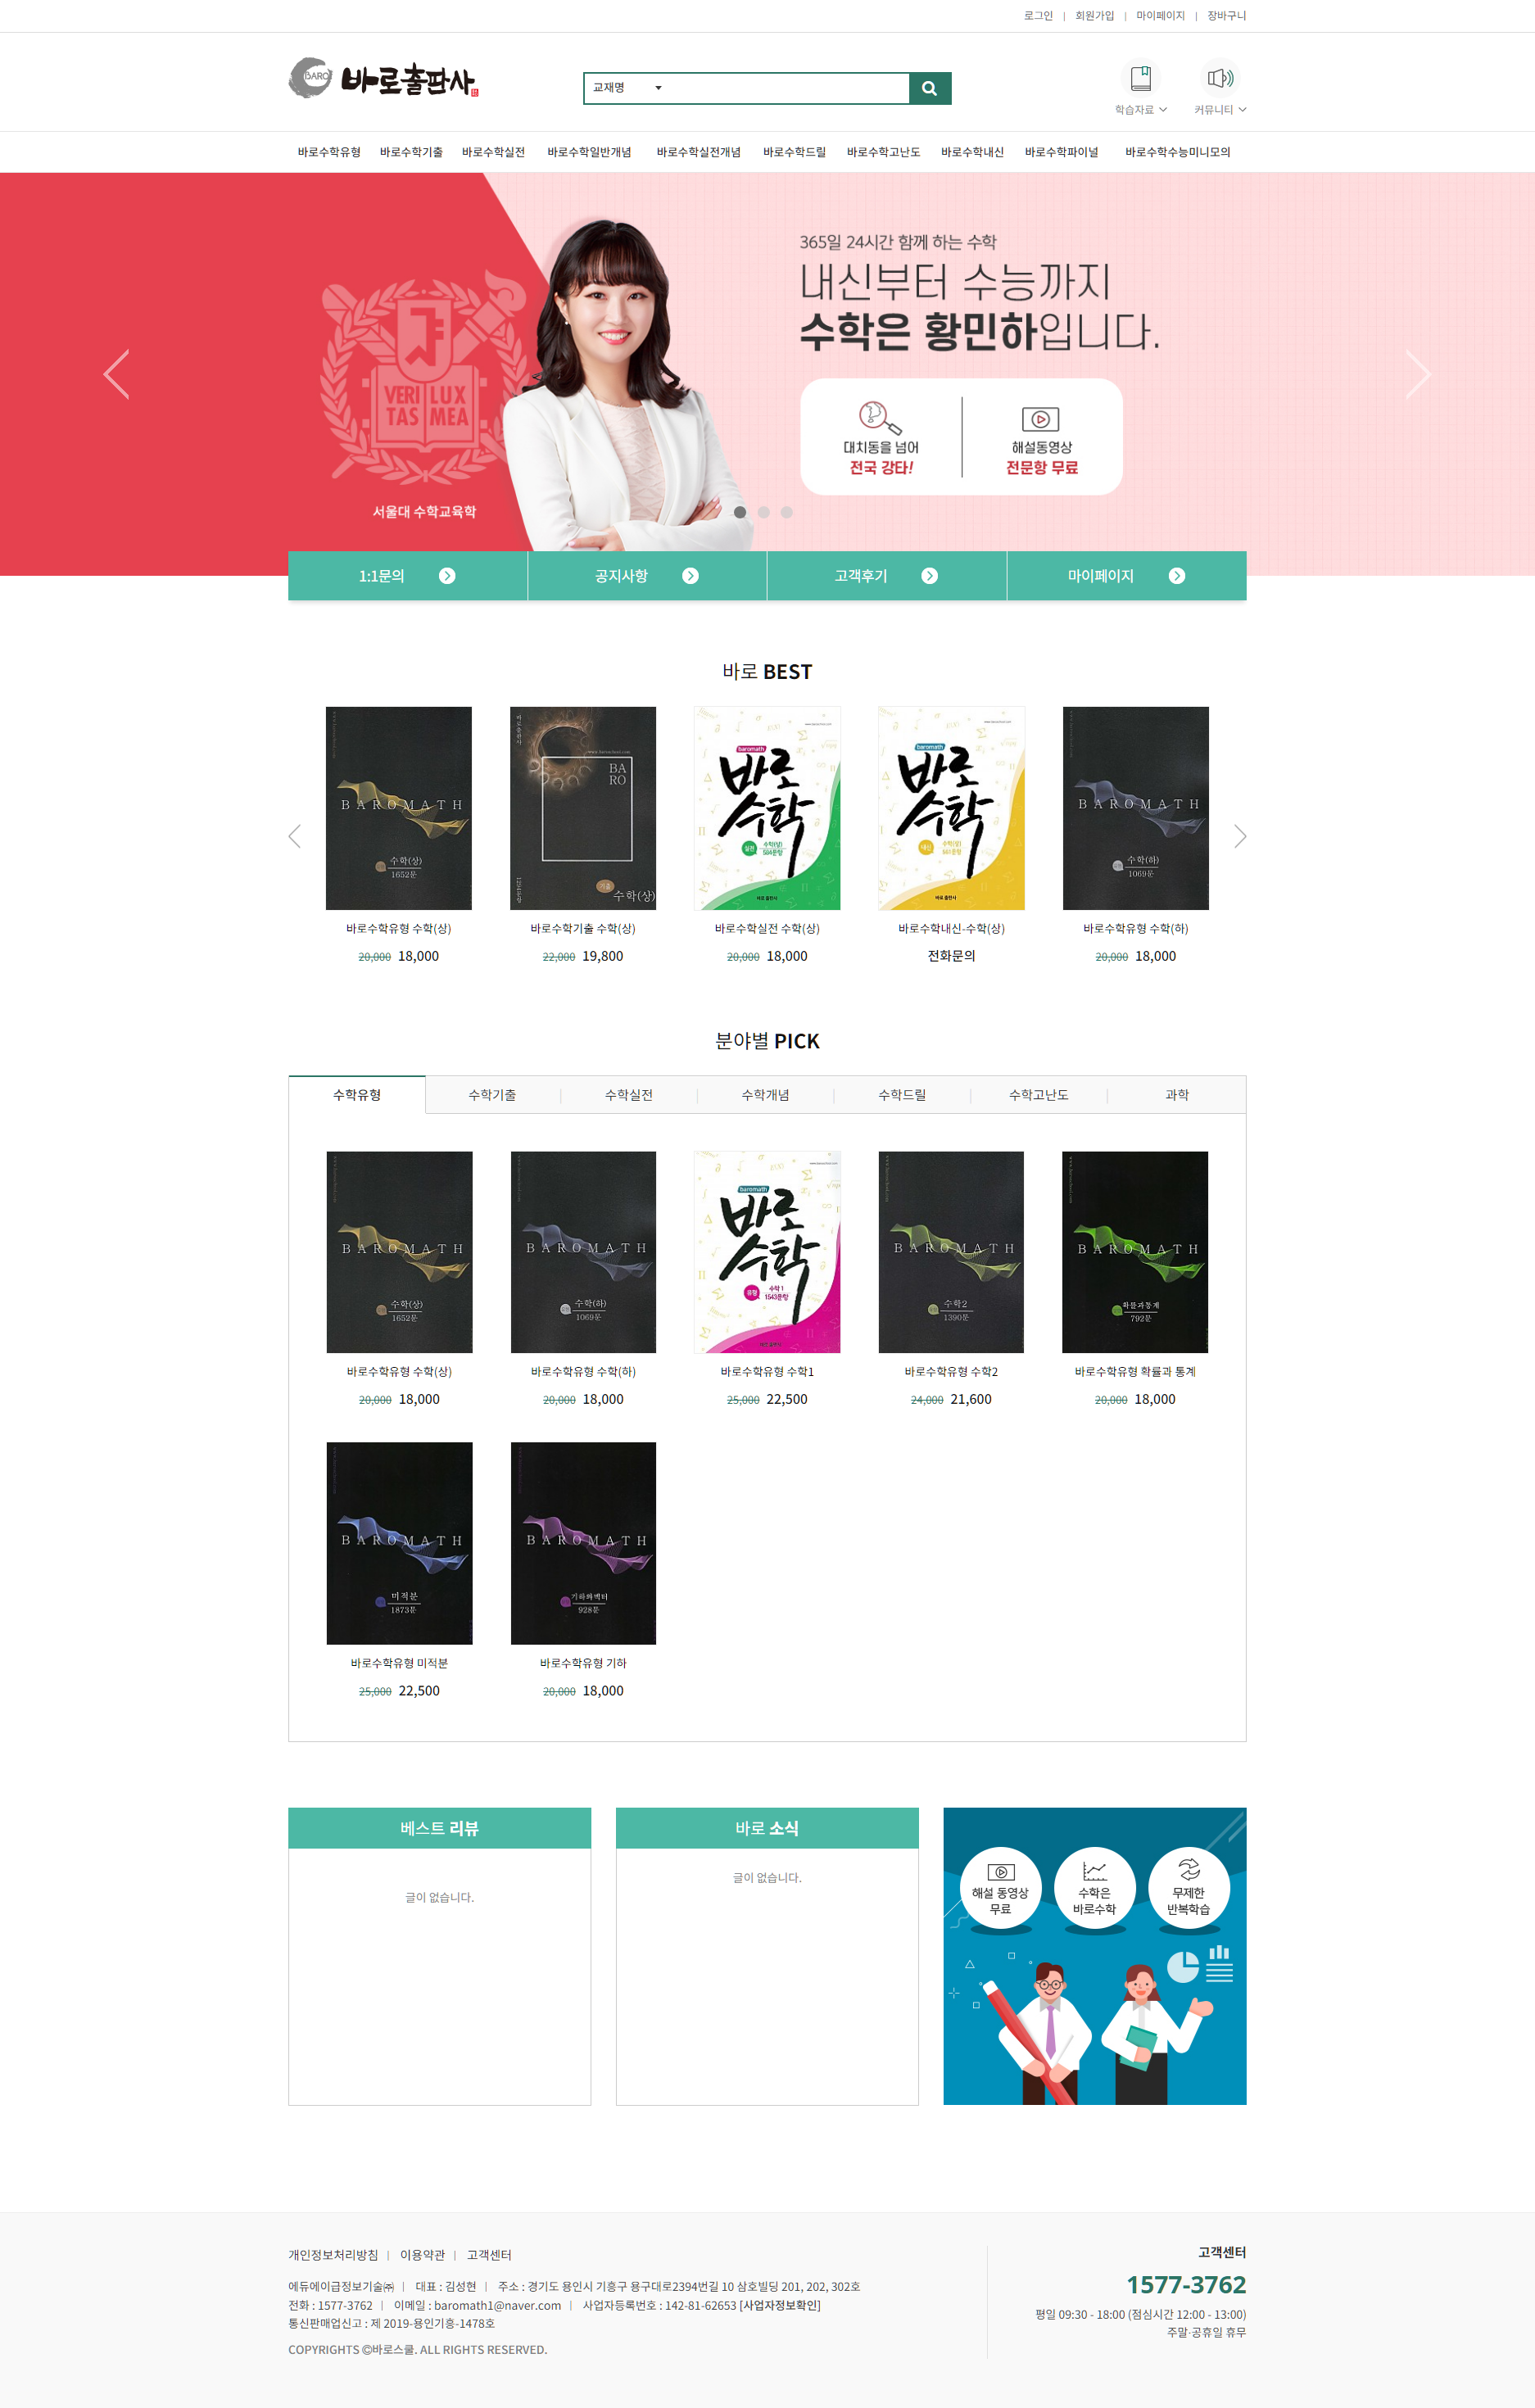 로그인 | 회원가입 | 마이페이지 | 장바구니
BARO 바로출판사
교재명
학습자료
커뮤니티
바로수학유형 바로수학기출 바로수학실전 바로수학일반개념 바로수학실전개념 바로수학드릴 바로수학고난도 바로수학내신 바로수학파이널 바로수학수능미니모의
365일 24시간 함께 하는 수학
내신부터 수능까지
수학은 황민하입니다.
VERI LUX
TAS MEA
대치동을 넘어
전국 강타!
해설동영상
전문항 무료
서울대 수학교육학
1:1문의
공지사항
고객후기
마이페이지
바로 BEST
BAROMATH
수학(상)
1652문
바로출판사
BA
RO
기출
수학(상)
baromath
바로
수학
실전
수학(상)
바로 출판사
baromath
바로
수학
내신
수학(상)
바로 출판사
BAROMATH
수학(하)
1069문
바로수학유형 수학(상)
20,000 18,000
바로수학기출 수학(상)
22,000 19,800
바로수학실전 수학(상)
20,000 18,000
바로수학내신-수학(상)
전화문의
바로수학유형 수학(하)
20,000 18,000
분야별 PICK
수학유형
수학기출
수학실전
수학개념
수학드릴
수학고난도
과학
BAROMATH
수학(상)
1652문
BAROMATH
수학(하)
1069문
baromath
바로
수학
유형
수학 1
1543문항
BAROMATH
수학2
1390문
BAROMATH
확률과통계
792문
바로수학유형 수학(상)
20,000 18,000
바로수학유형 수학(하)
20,000 18,000
바로수학유형 수학1
25,000 22,500
바로수학유형 수학2
24,000 21,600
바로수학유형 확률과 통계
20,000 18,000
BAROMATH
미적분
1873문
BAROMATH
기하와벡터
928문
바로수학유형 미적분
25,000 22,500
바로수학유형 기하
20,000 18,000
베스트 리뷰
글이 없습니다.
바로 소식
글이 없습니다.
해설 동영상
무료
수학은
바로수학
무제한
반복학습
개인정보처리방침 | 이용약관 | 고객센터
에듀에이급정보기술㈜ | 대표 : 김성현 | 주소 : 경기도 용인시 기흥구 용구대로2394번길 10 삼호빌딩 201, 202, 302호
전화 : 1577-3762 | 이메일 : baromath1@naver.com | 사업자등록번호 : 142-81-62653 [사업자정보확인]
통신판매업신고 : 제 2019-용인기흥-1478호
COPYRIGHTS ©바로스쿨. ALL RIGHTS RESERVED.
고객센터
1577-3762
평일 09:30 - 18:00 (점심시간 12:00 - 13:00)
주말·공휴일 휴무